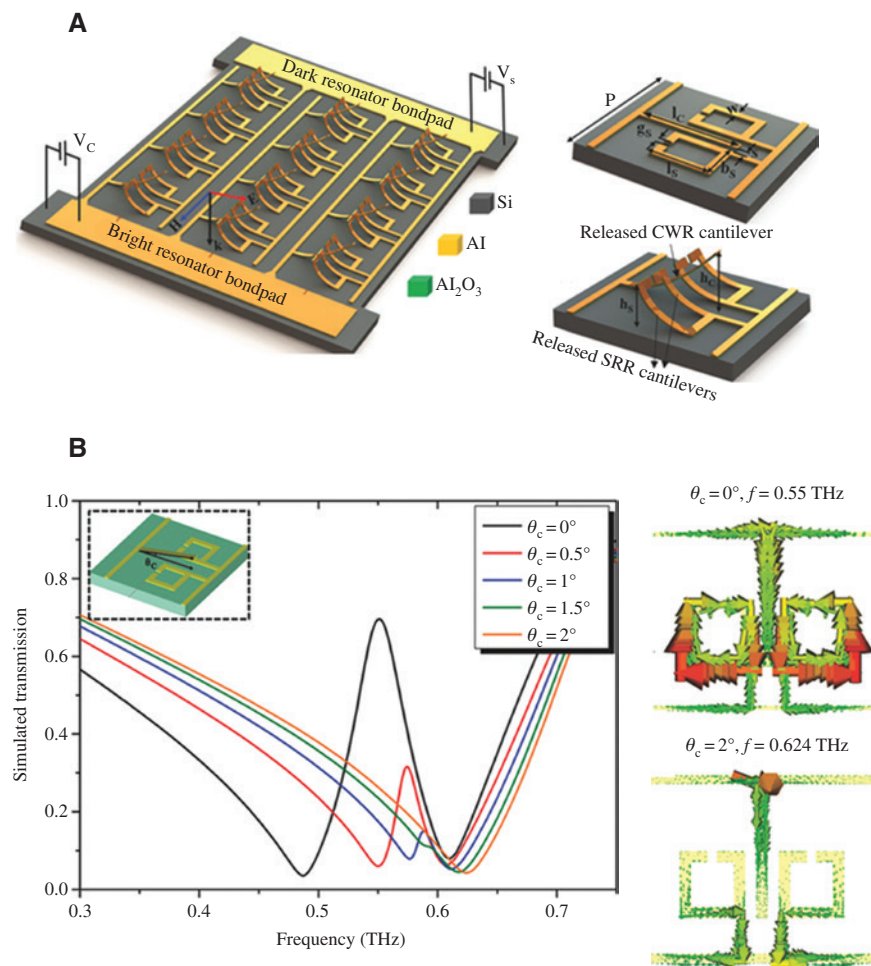 A
Dark resonator bondpad
V_s
V_C
E
H
k
Bright resonator bondpad
Si
Al
Al₂O₃
P
l_C
w
g_s
l_s
b_s
Released CWR cantilever
h_C
h_s
Released SRR cantilevers
B
Simulated transmission
1.0
0.8
0.6
0.4
0.2
0.0
0.3
0.4
0.5
0.6
0.7
Frequency (THz)
θ_C
θ_c = 0°
θ_c = 0.5°
θ_c = 1°
θ_c = 1.5°
θ_c = 2°
θ_c = 0°, f = 0.55 THz
θ_c = 2°, f = 0.624 THz